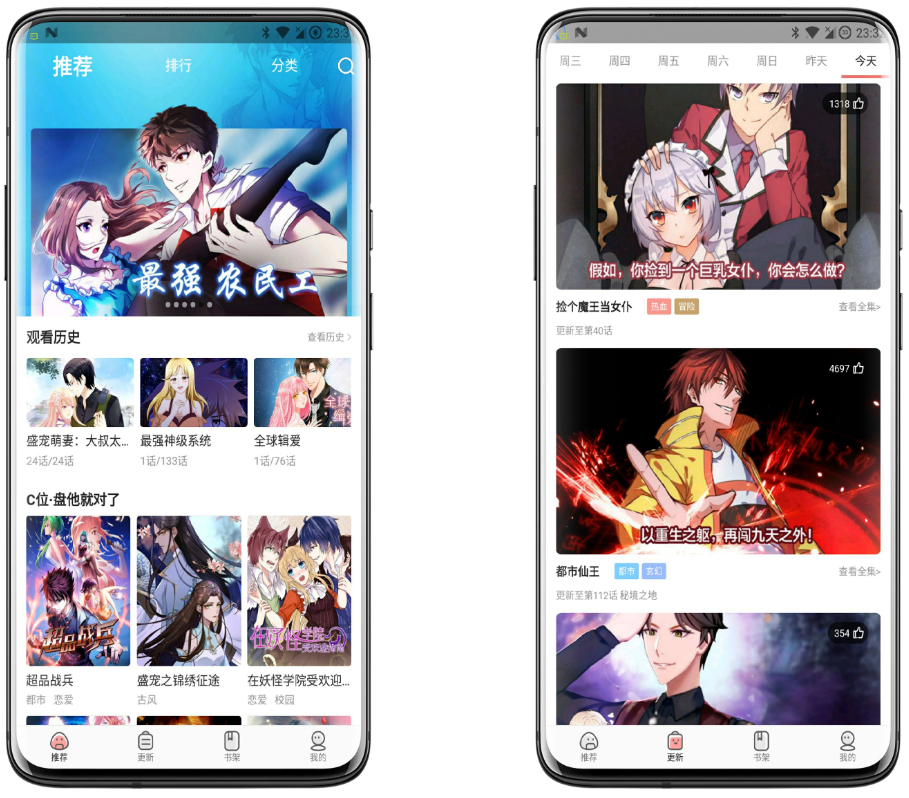 23:3
推荐
排行
分类
最强 农民工
观看历史
查看历史 >
盛宠萌妻：大叔太...
最强神级系统
全球辑爱
24话/24话
1话/133话
1话/76话
C位·盘他就对了
超品战兵
超品战兵
盛宠之锦绣征途
在妖怪学院受欢迎...
都市 恋爱
古风
恋爱 校园
推荐
更新
书架
我的
23:3
周三
周四
周五
周六
周日
昨天
今天
1318
假如，你捡到一个巨乳女仆，你会怎么做？
捡个魔王当女仆
热血
冒险
查看全集>
更新至第40话
4697
以重生之躯，再闯九天之外！
都市仙王
都市
玄幻
查看全集>
更新至第112话 秘境之地
354
推荐
更新
书架
我的